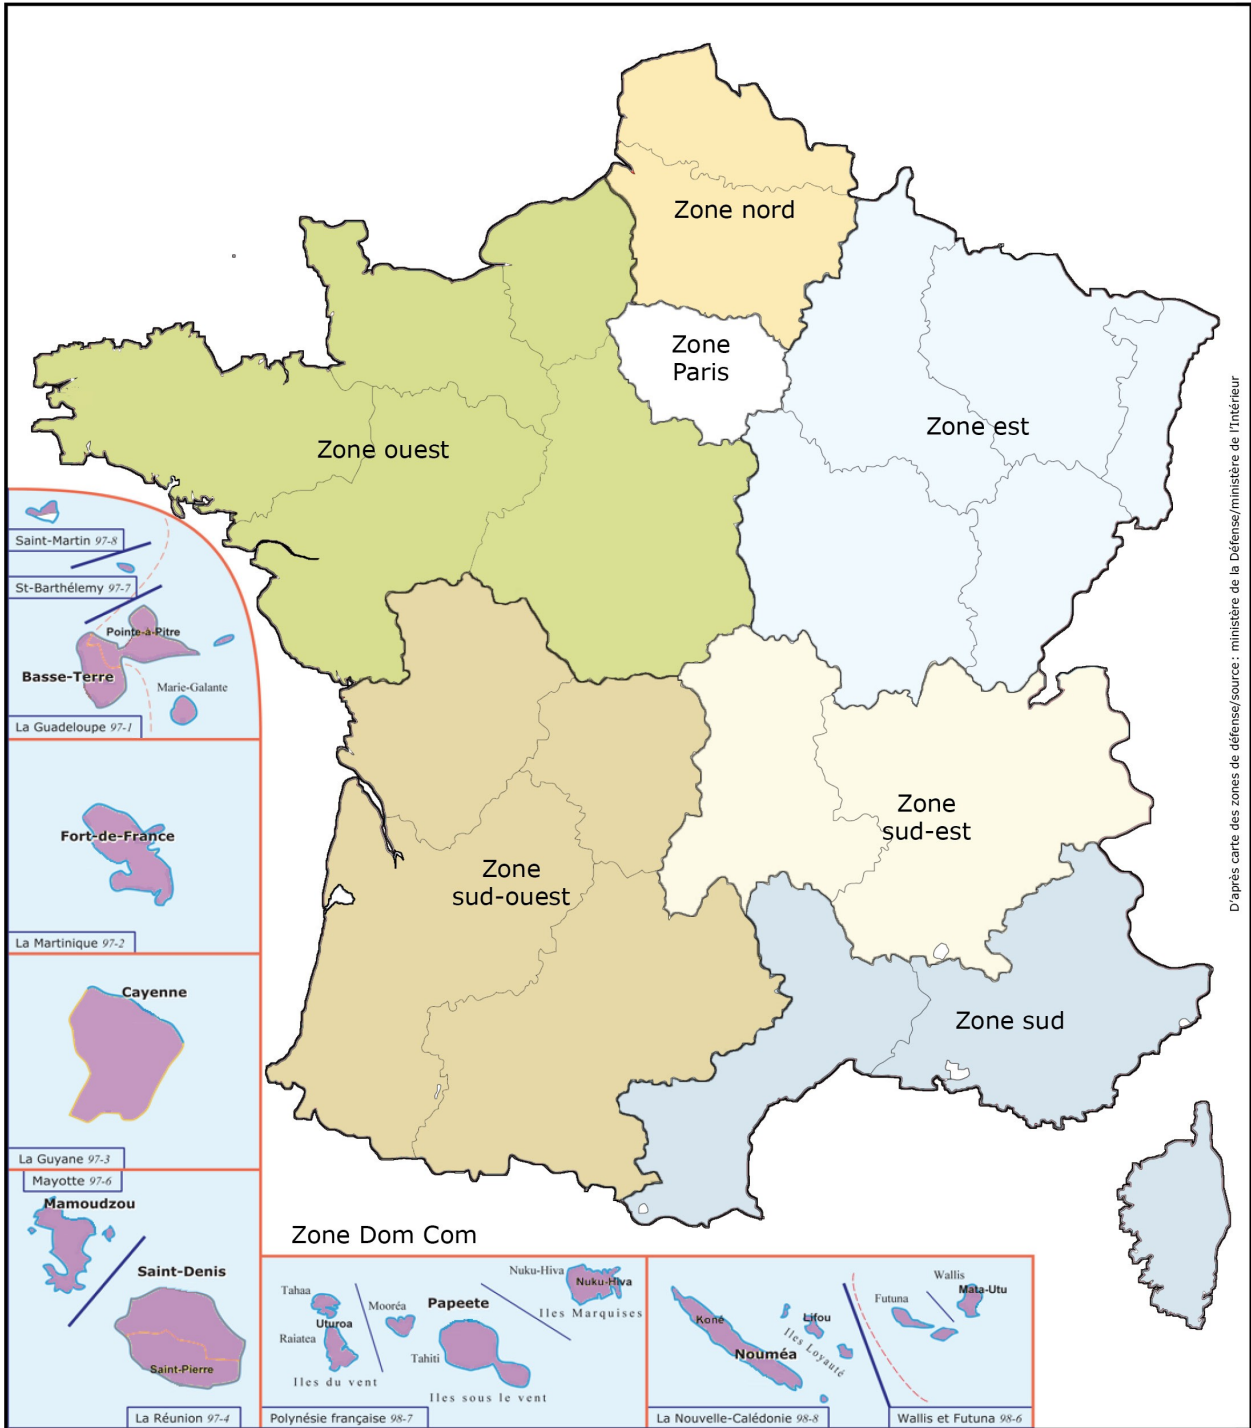 Zone nord
Zone
Paris
Zone est
Zone ouest
Zone
sud-est
Zone
sud-ouest
Zone sud
D'après carte des zones de défense/source : ministère de la Défense/ministère de l'Intérieur
Saint-Martin 97-8
St-Barthélemy 97-7
Pointe-à-Pitre
Basse-Terre
Marie-Galante
La Guadeloupe 97-1
Fort-de-France
La Martinique 97-2
Cayenne
La Guyane 97-3
Mayotte 97-6
Mamoudzou
Saint-Denis
Saint-Pierre
La Réunion 97-4
Zone Dom Com
Tahaa
Uturoa
Raiatea
Iles du vent
Mooréa
Papeete
Tahiti
Iles sous le vent
Nuku-Hiva
Nuku-Hiva
Iles Marquises
Polynésie française 98-7
Koné
Nouméa
Lifou
Iles Loyauté
La Nouvelle-Calédonie 98-8
Wallis
Mata-Utu
Futuna
Wallis et Futuna 98-6